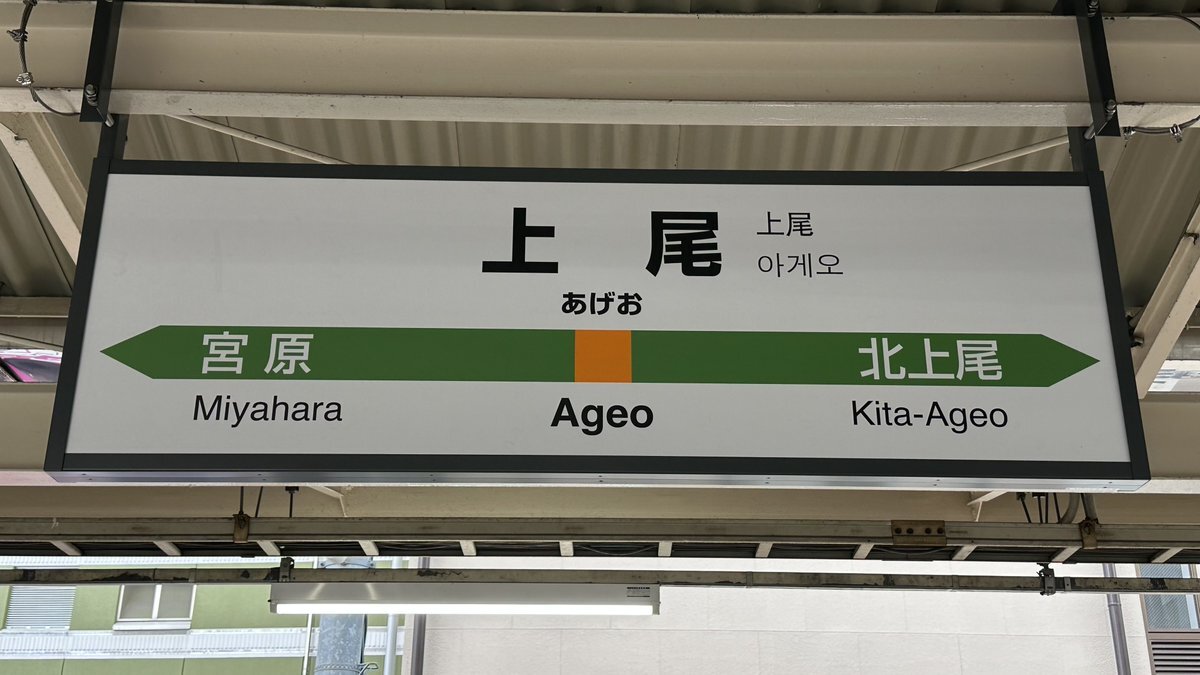 上尾
上尾
아게오
あげお
宮原
北上尾
Miyahara
Ageo
Kita-Ageo